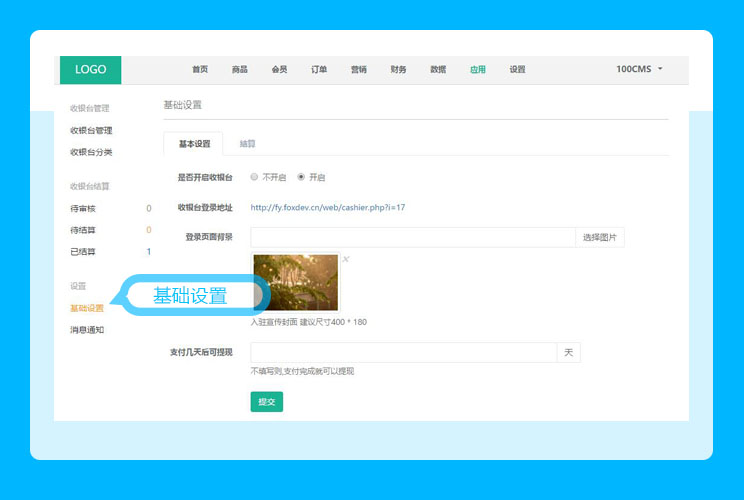 LOGO 首页 商品 会员 订单 营销 财务 数据 应用 设置 100CMS
收银台管理
收银台管理
收银台分类
收银台结算
待审核 0
待结算 0
已结算 1
设置
基础设置
消息通知
基础设置
基础设置
基本设置 结算
是否开启收银台 不开启 开启
收银台登录地址 http://fy.foxdev.cn/web/cashier.php?i=17
登录页面背景 选择图片
x
入驻宣传封面 建议尺寸400 * 180
支付几天后可提现 天
不填写则,支付完成就可以提现
提交